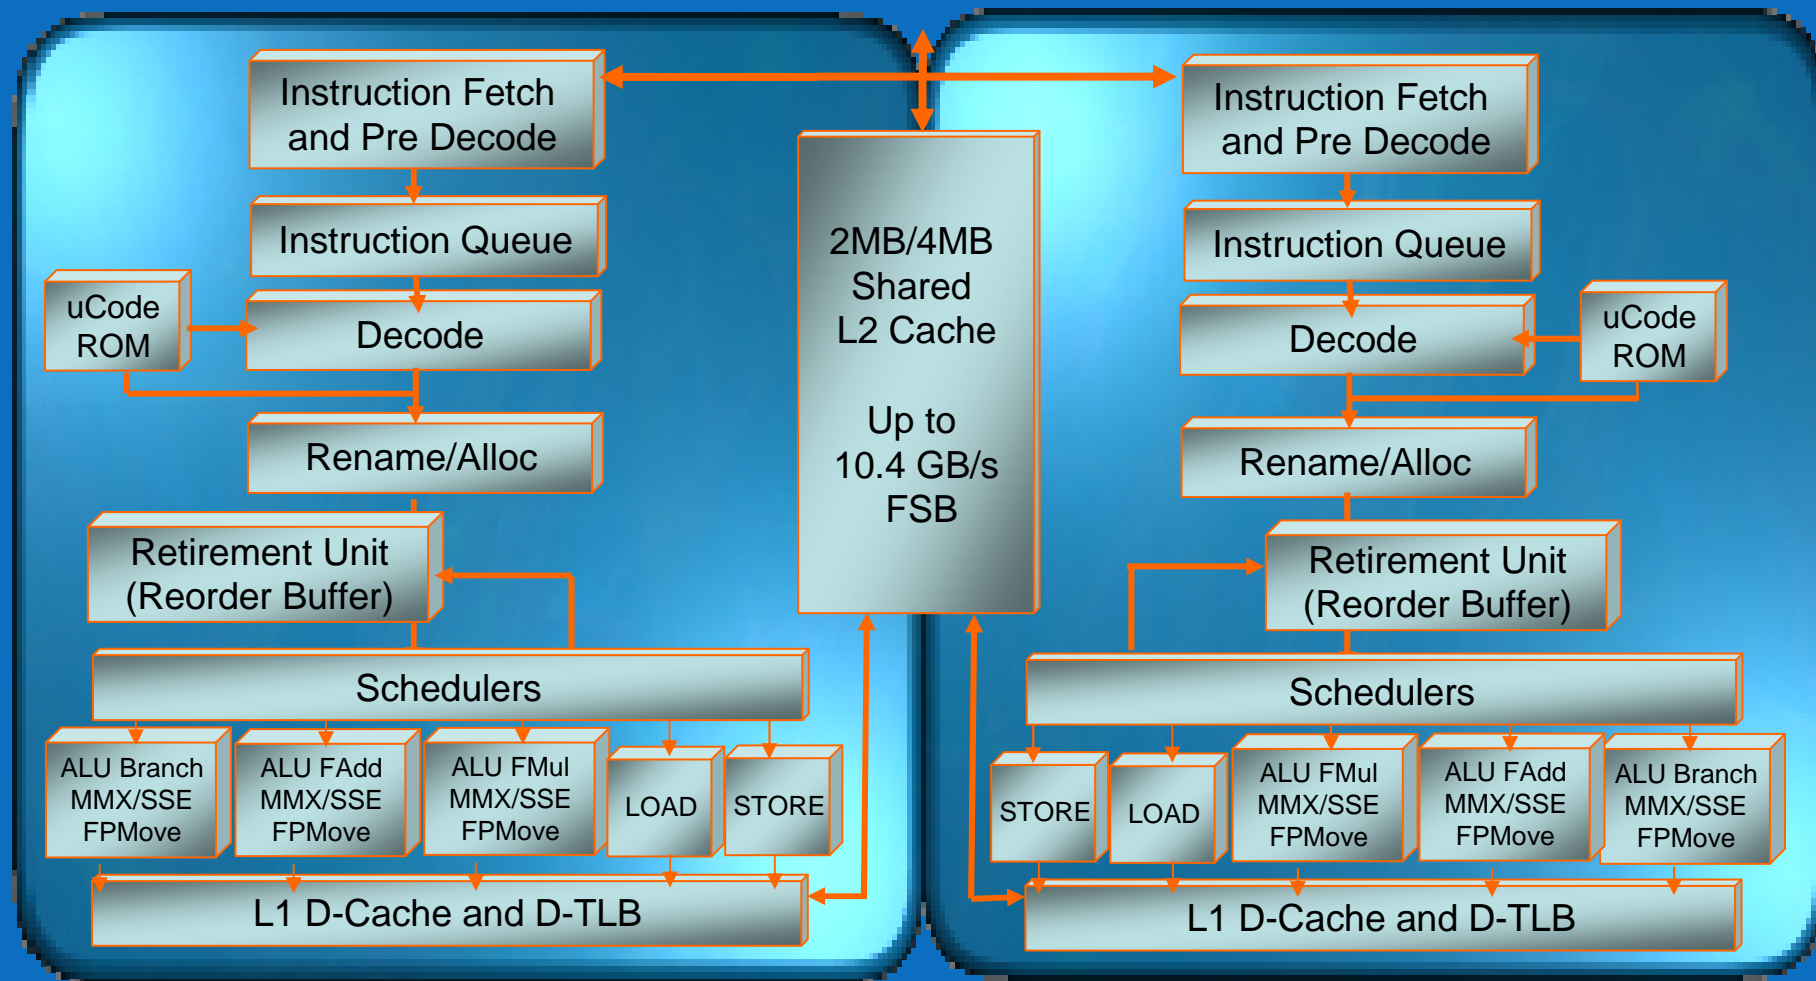 Instruction Fetch
and Pre Decode
Instruction Queue
uCode
ROM
Decode
Rename/Alloc
Retirement Unit
(Reorder Buffer)
Schedulers
ALU Branch
MMX/SSE
FPMove
ALU FAdd
MMX/SSE
FPMove
ALU FMul
MMX/SSE
FPMove
LOAD
STORE
L1 D-Cache and D-TLB
2MB/4MB
Shared
L2 Cache
Up to
10.4 GB/s
FSB
Instruction Fetch
and Pre Decode
Instruction Queue
Decode
uCode
ROM
Rename/Alloc
Retirement Unit
(Reorder Buffer)
Schedulers
STORE
LOAD
ALU FMul
MMX/SSE
FPMove
ALU FAdd
MMX/SSE
FPMove
ALU Branch
MMX/SSE
FPMove
L1 D-Cache and D-TLB